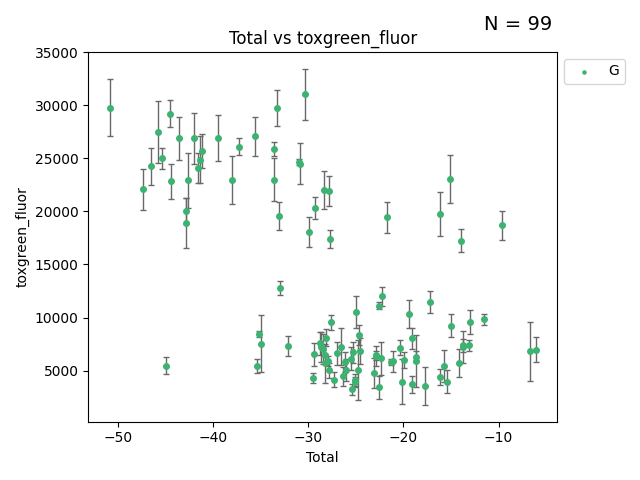 N = 99
Total vs toxgreen_fluor
G
35000
30000
25000
20000
15000
10000
5000
toxgreen_fluor
−50 −40 −30 −20 −10
Total